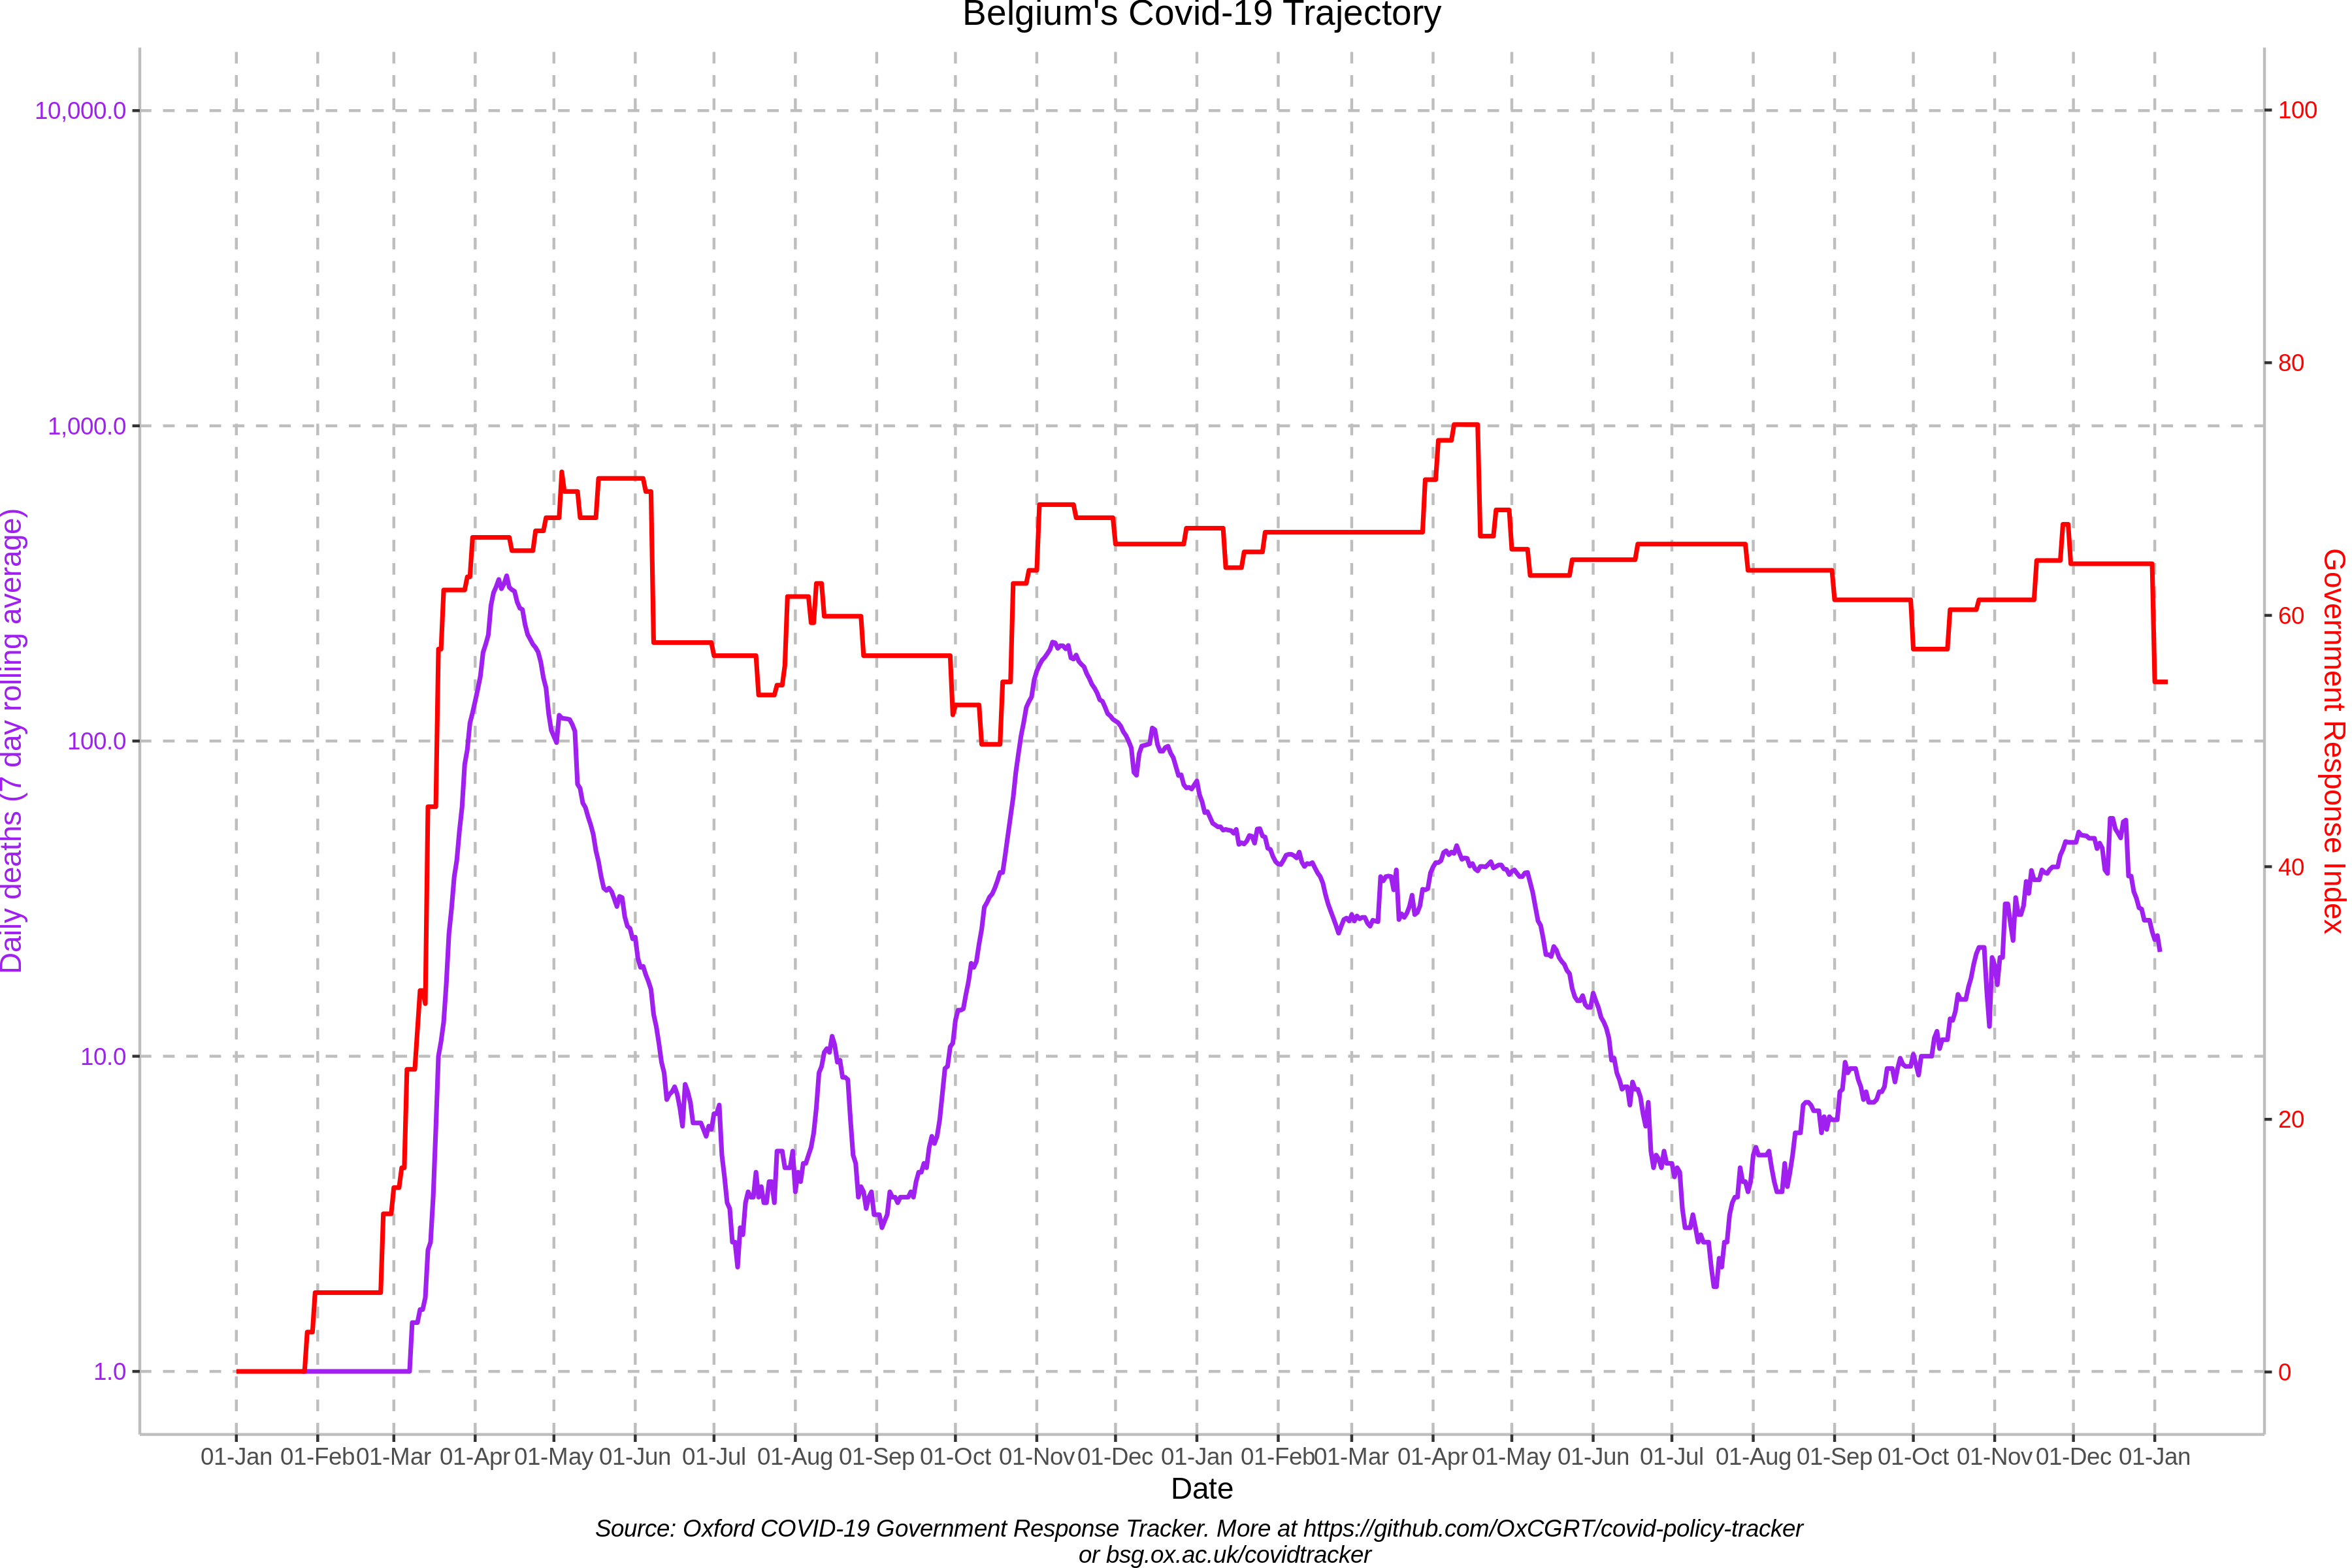 Belgium's Covid-19 Trajectory
10,000.0
1,000.0
100.0
10.0
1.0
Daily deaths (7 day rolling average)
100
80
60
40
20
0
Government Response Index
01-Jan 01-Feb 01-Mar 01-Apr 01-May 01-Jun 01-Jul 01-Aug 01-Sep 01-Oct 01-Nov 01-Dec 01-Jan 01-Feb 01-Mar 01-Apr 01-May 01-Jun 01-Jul 01-Aug 01-Sep 01-Oct 01-Nov 01-Dec 01-Jan
Date
Source: Oxford COVID-19 Government Response Tracker. More at https://github.com/OxCGRT/covid-policy-tracker
or bsg.ox.ac.uk/covidtracker